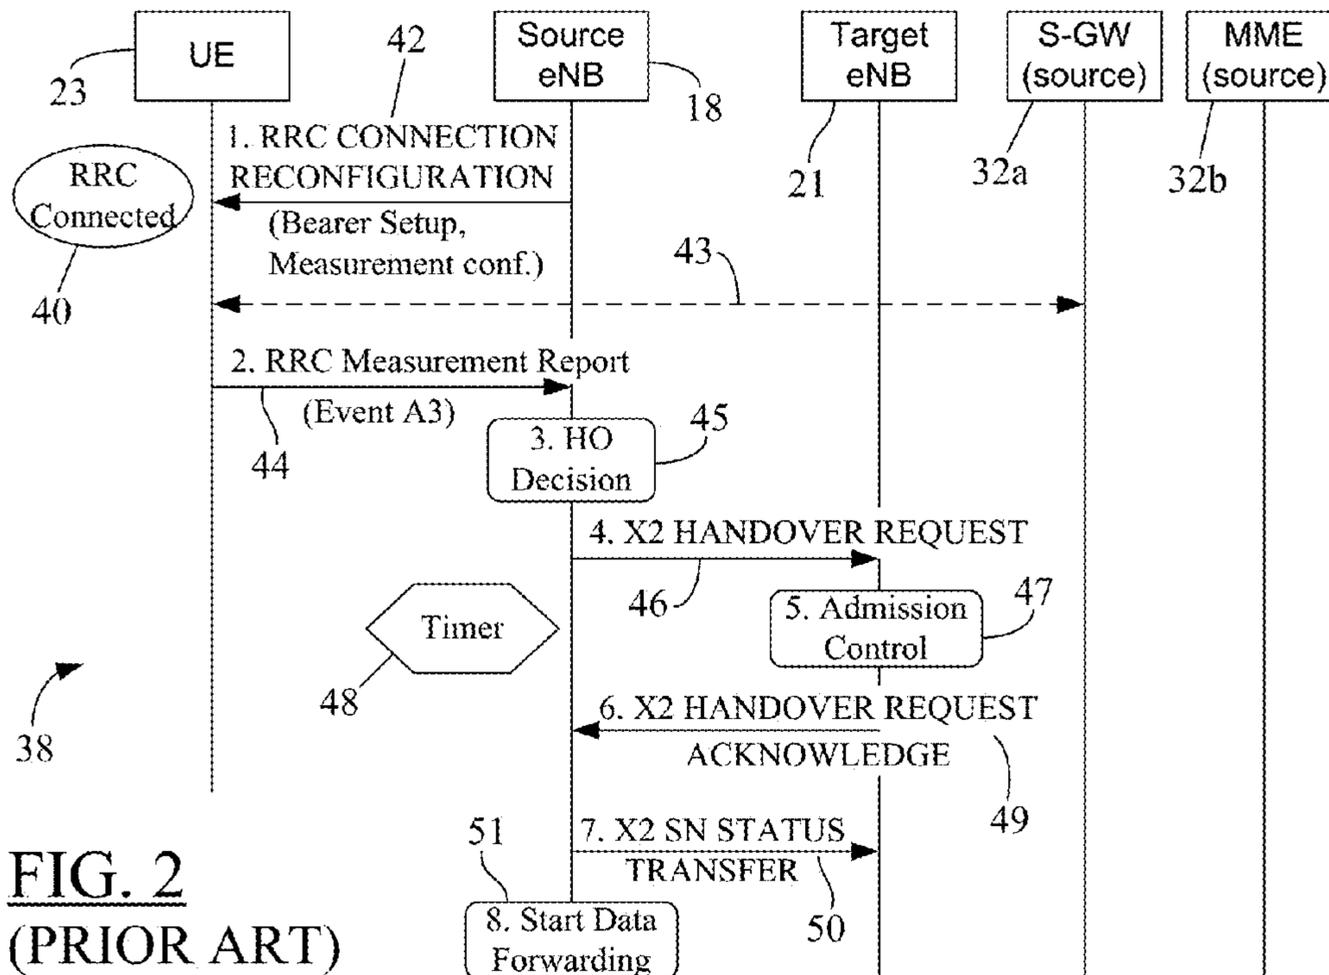 UE
42
Source
eNB
Target
eNB
S-GW
(source)
MME
(source)
23
18
21
32a
32b
1. RRC CONNECTION
RECONFIGURATION
RRC
Connected
(Bearer Setup,
Measurement conf.)
40
43
2. RRC Measurement Report
(Event A3)
44
3. HO
Decision
45
4. X2 HANDOVER REQUEST
46
Timer
48
5. Admission
Control
47
38
6. X2 HANDOVER REQUEST
ACKNOWLEDGE
49
51
7. X2 SN STATUS
TRANSFER
50
8. Start Data
Forwarding
FIG. 2
(PRIOR ART)